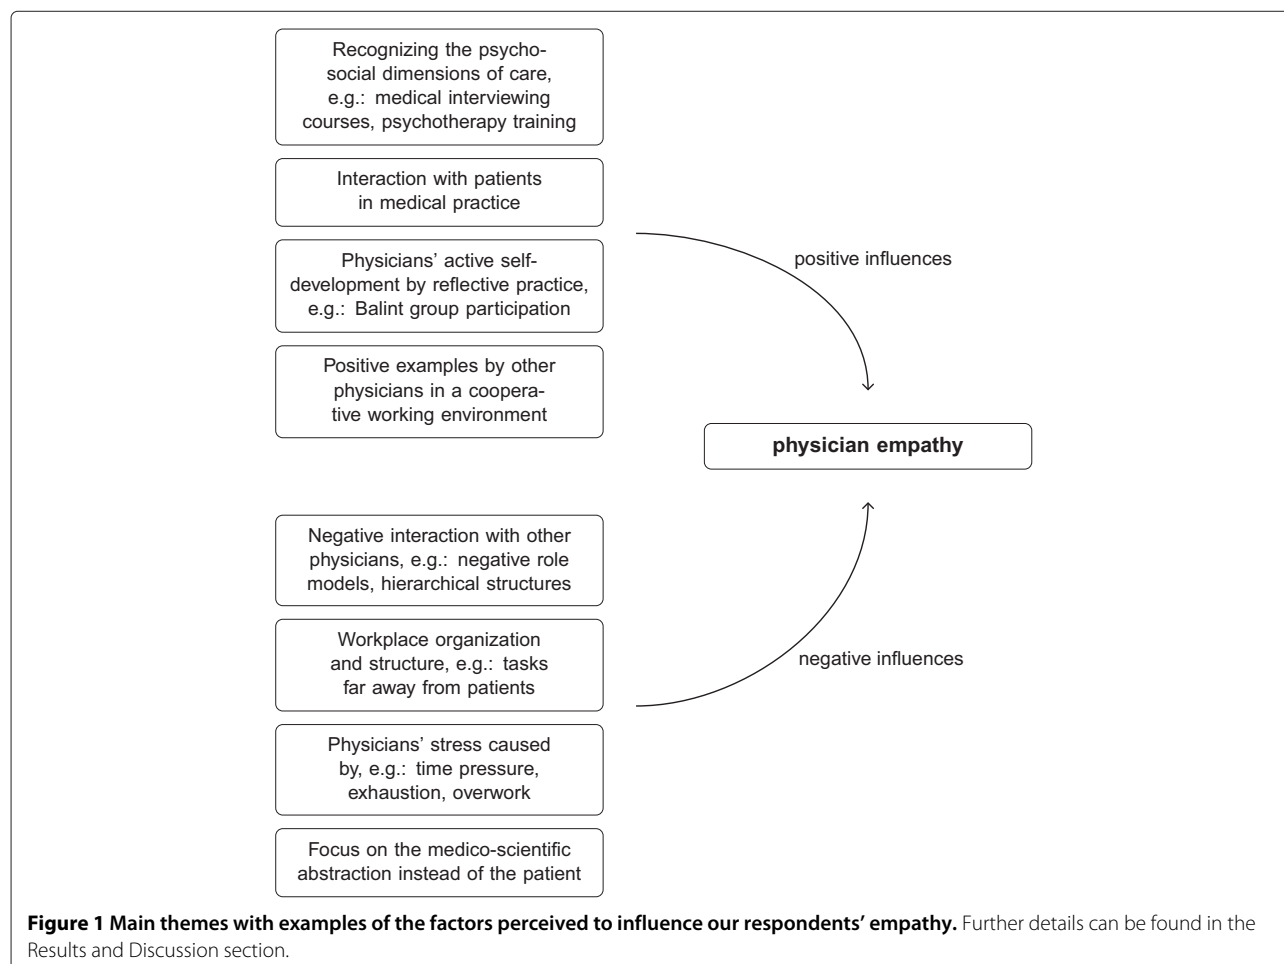 Recognizing the psycho-
social dimensions of care,
e.g.: medical interviewing
courses, psychotherapy training
Interaction with patients
in medical practice
Physicians’ active self-
development by reflective practice,
e.g.: Balint group participation
Positive examples by other
physicians in a coopera-
tive working environment
positive influences
physician empathy
Negative interaction with other
physicians, e.g.: negative role
models, hierarchical structures
Workplace organization
and structure, e.g.: tasks
far away from patients
negative influences
Physicians’ stress caused
by, e.g.: time pressure,
exhaustion, overwork
Focus on the medico-scientific
abstraction instead of the patient
Figure 1 Main themes with examples of the factors perceived to influence our respondents’ empathy. Further details can be found in the
Results and Discussion section.